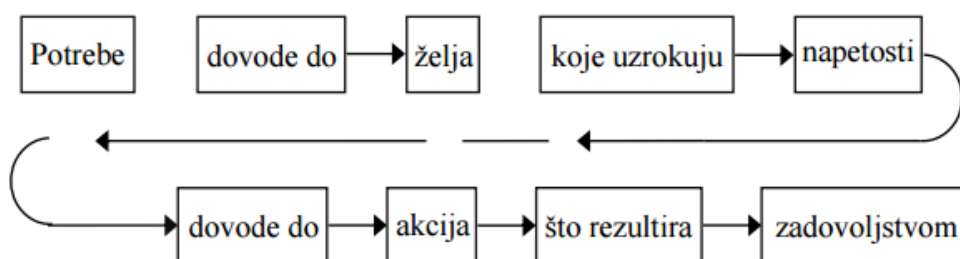 Potrebe dovode do želja koje uzrokuju napetosti
dovode do akcija što rezultira zadovoljstvom